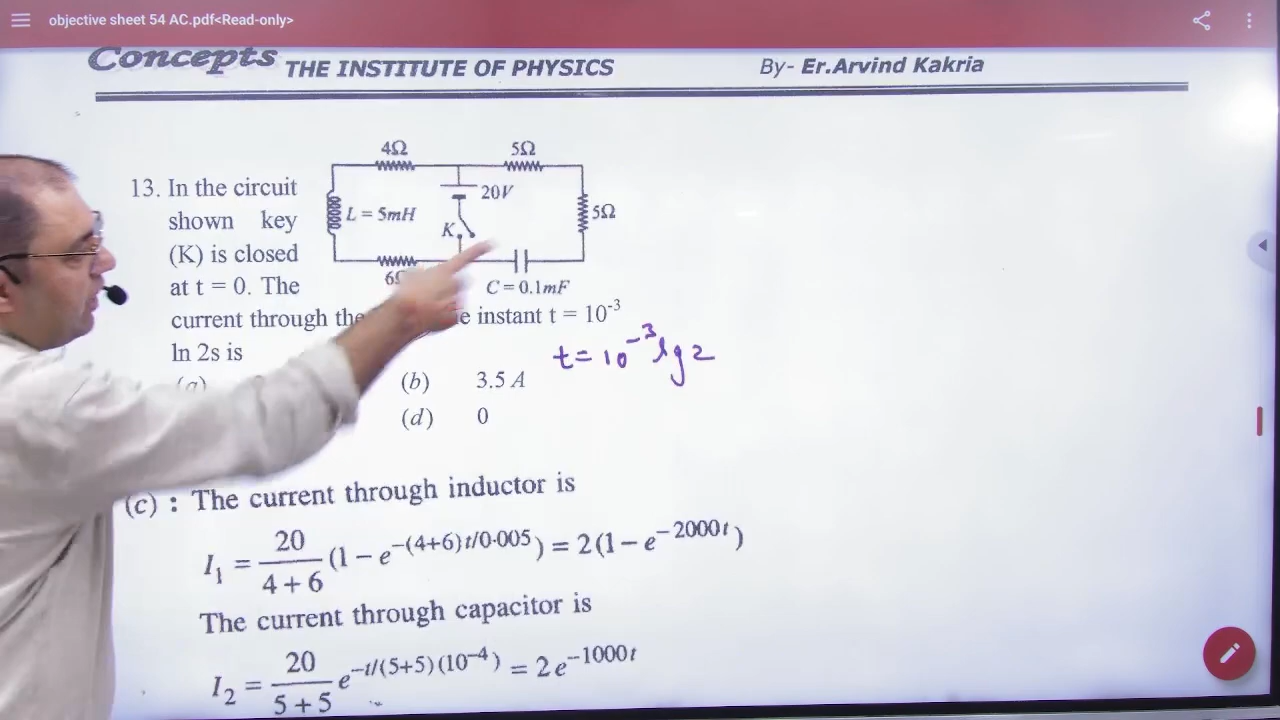 objective sheet 54 AC.pdf<Read-only>
Concepts THE INSTITUTE OF PHYSICS By- Er.Arvind Kakria
4Ω 5Ω
13. In the circuit
shown key
(K) is closed
at t = 0. The
20V
L = 5mH
5Ω
K
6Ω
C = 0.1mF
current through the instant t = 10⁻³
ln 2s is
t = 10⁻³ lg 2
(a)
(b) 3.5 A
(d) 0
(c) : The current through inductor is
I₁ = 20/(4 + 6) (1 − e^(−(4+6)t/0·005)) = 2(1 − e^(−2000t))
The current through capacitor is
I₂ = 20/(5 + 5) e^(−t/(5+5)(10⁻⁴)) = 2e^(−1000t)